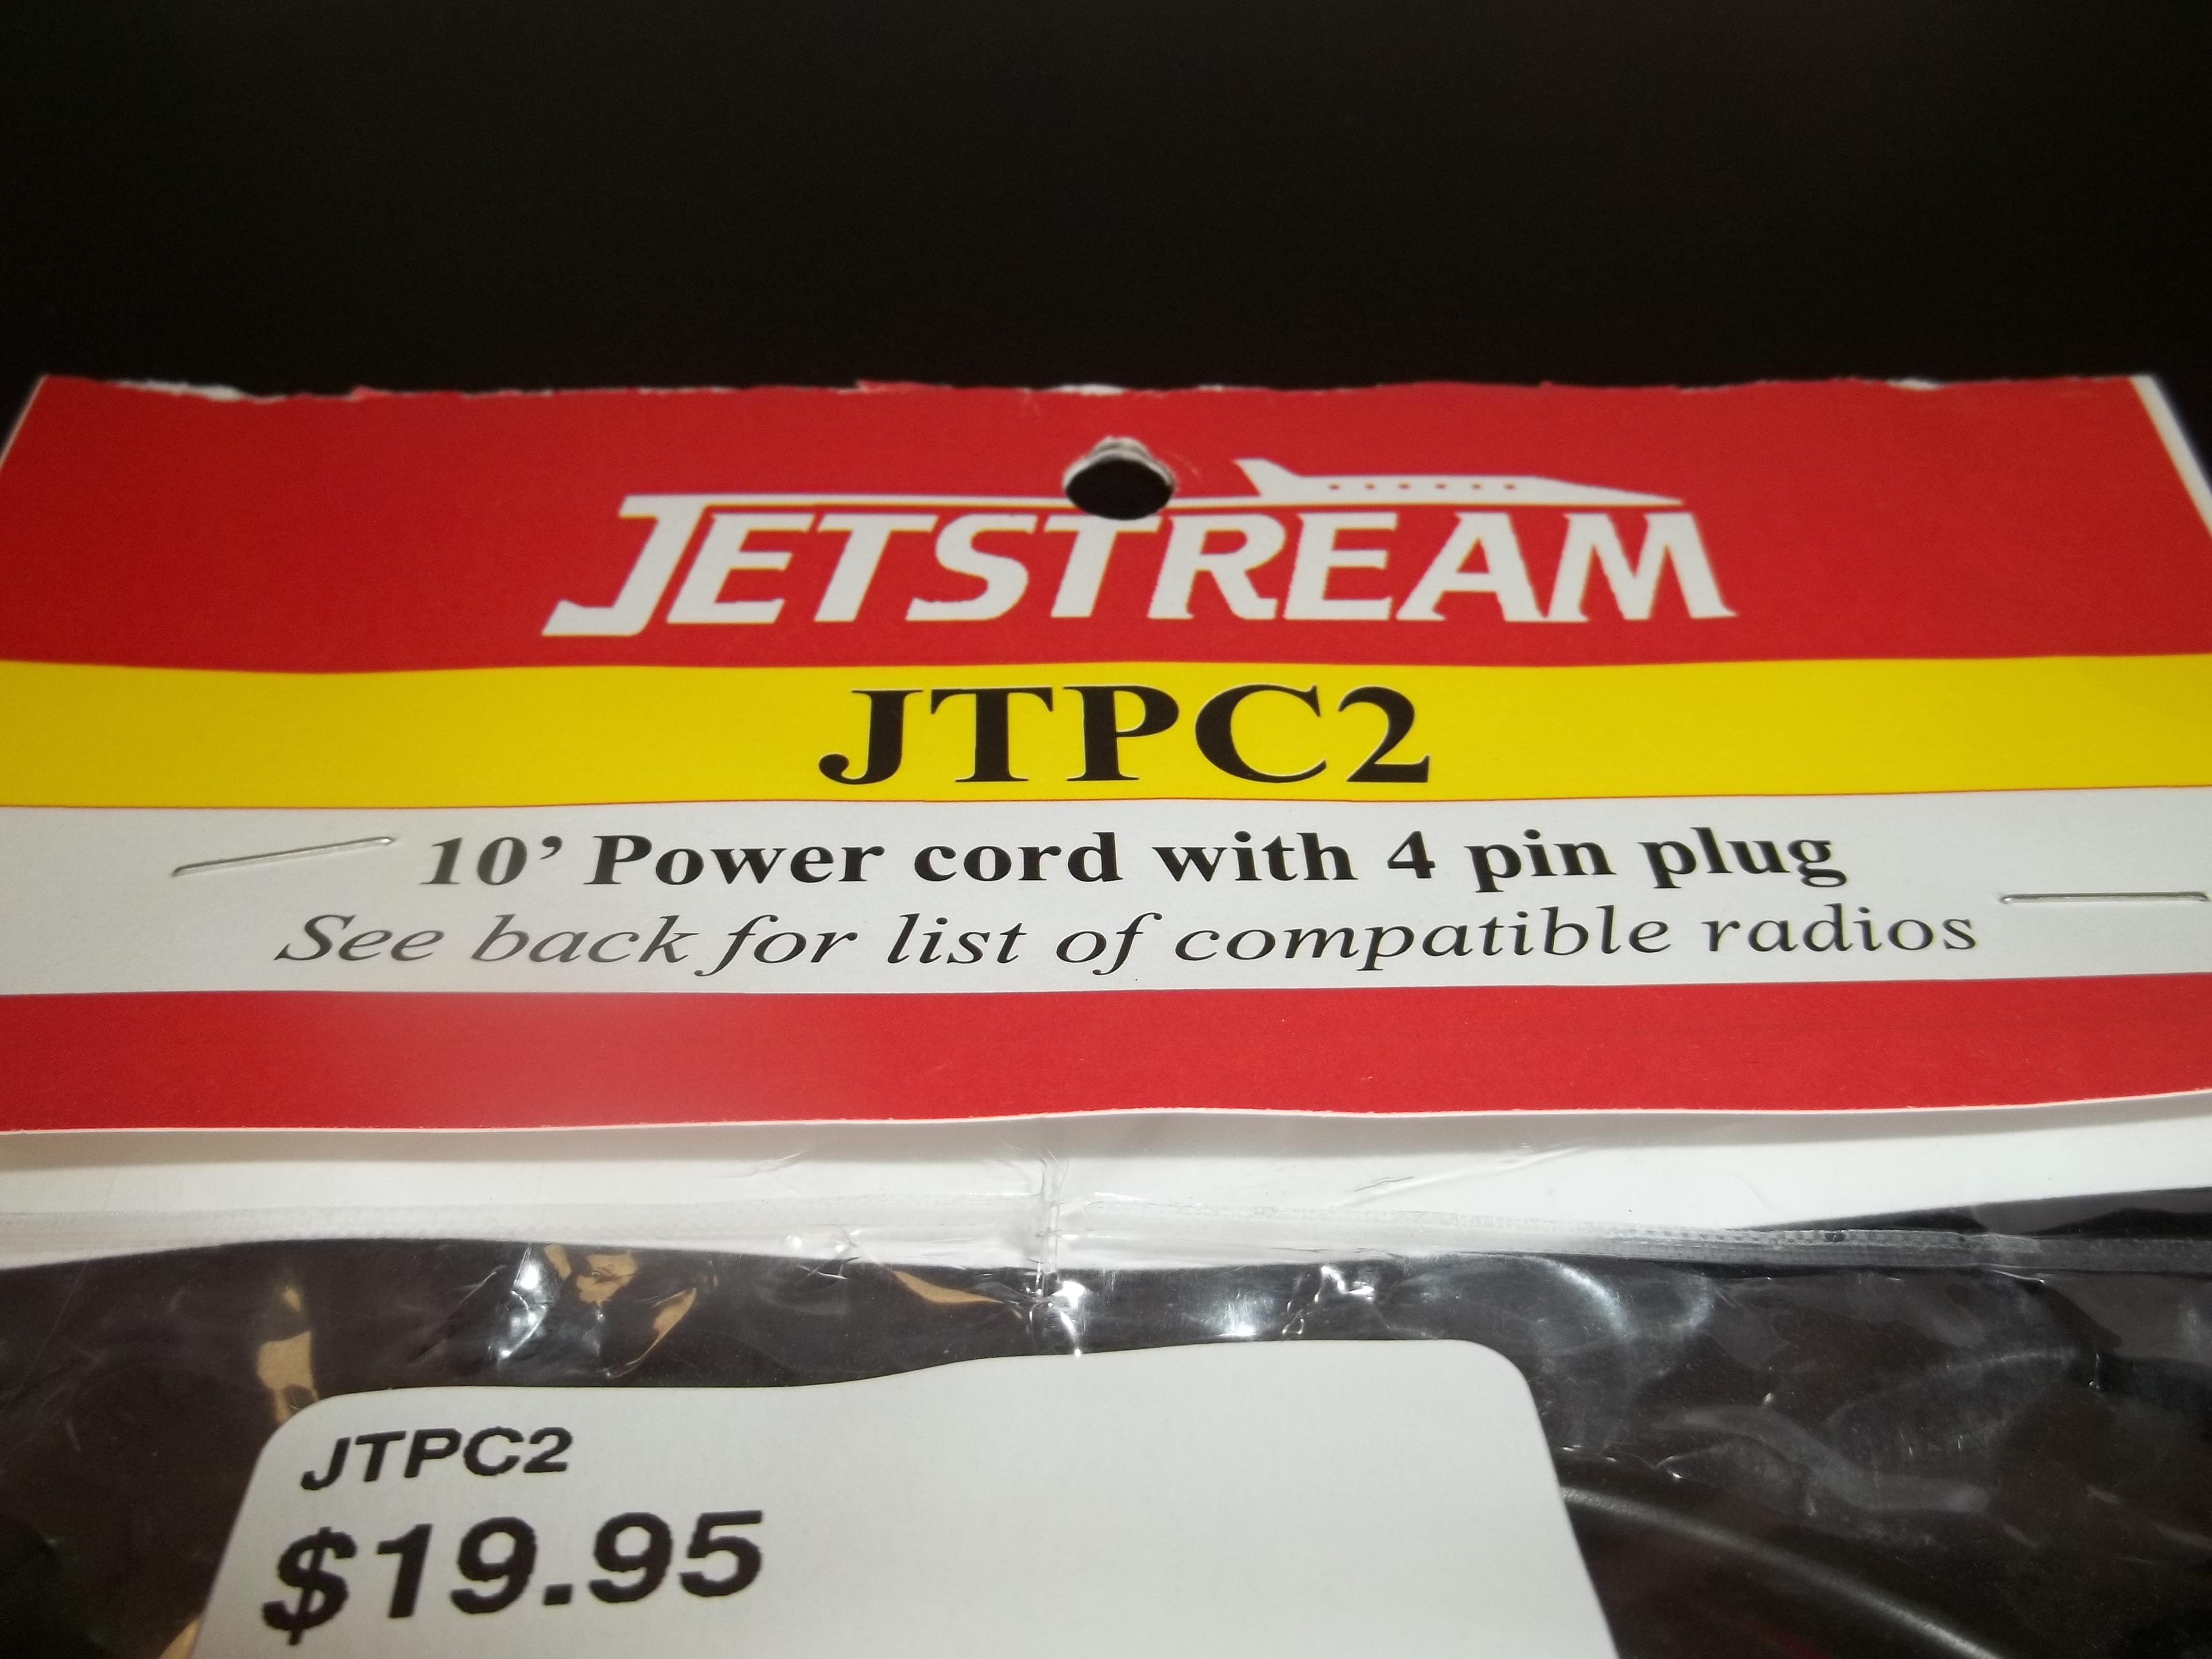 JETSTREAM
JTPC2
10’ Power cord with 4 pin plug
See back for list of compatible radios
JTPC2
$19.95